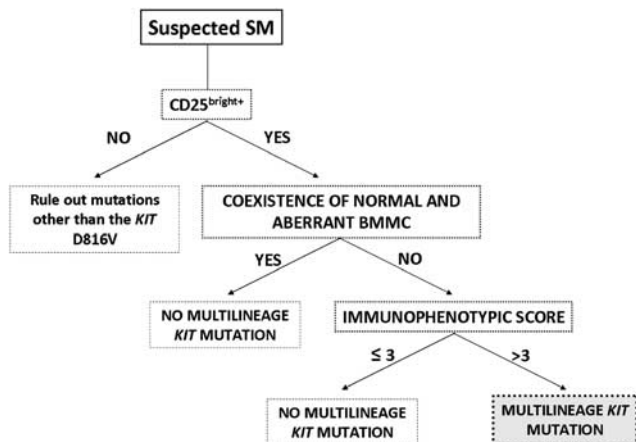 Suspected SM
CD25bright+
NO
YES
Rule out mutations
other than the KIT
D816V
COEXISTENCE OF NORMAL AND
ABERRANT BMMC
YES
NO
NO MULTILINEAGE
KIT MUTATION
IMMUNOPHENOTYPIC SCORE
≤ 3
>3
NO MULTILINEAGE
KIT MUTATION
MULTILINEAGE KIT
MUTATION